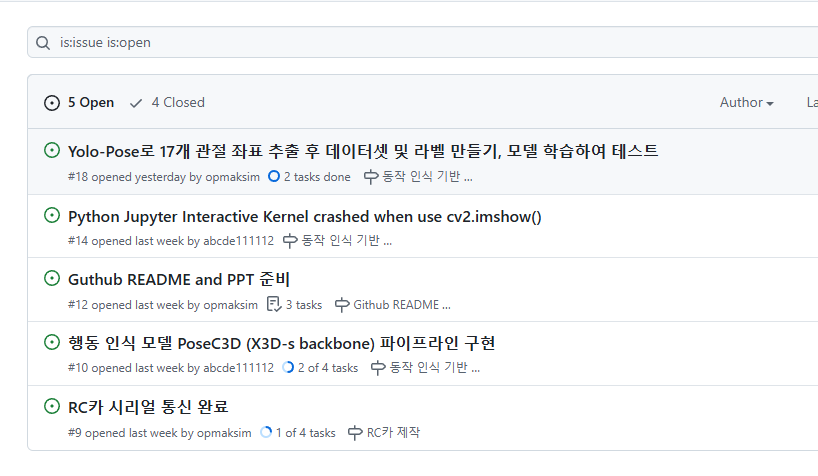 is:issue is:open
5 Open 4 Closed Author
Yolo-Pose로 17개 관절 좌표 추출 후 데이터셋 및 라벨 만들기, 모델 학습하여 테스트
#18 opened yesterday by opmaksim 2 tasks done 동작 인식 기반 ...
Python Jupyter Interactive Kernel crashed when use cv2.imshow()
#14 opened last week by abcde111112 동작 인식 기반 ...
Guthub README and PPT 준비
#12 opened last week by opmaksim 3 tasks Github README ...
행동 인식 모델 PoseC3D (X3D-s backbone) 파이프라인 구현
#10 opened last week by abcde111112 2 of 4 tasks 동작 인식 기반 ...
RC카 시리얼 통신 완료
#9 opened last week by opmaksim 1 of 4 tasks RC카 제작